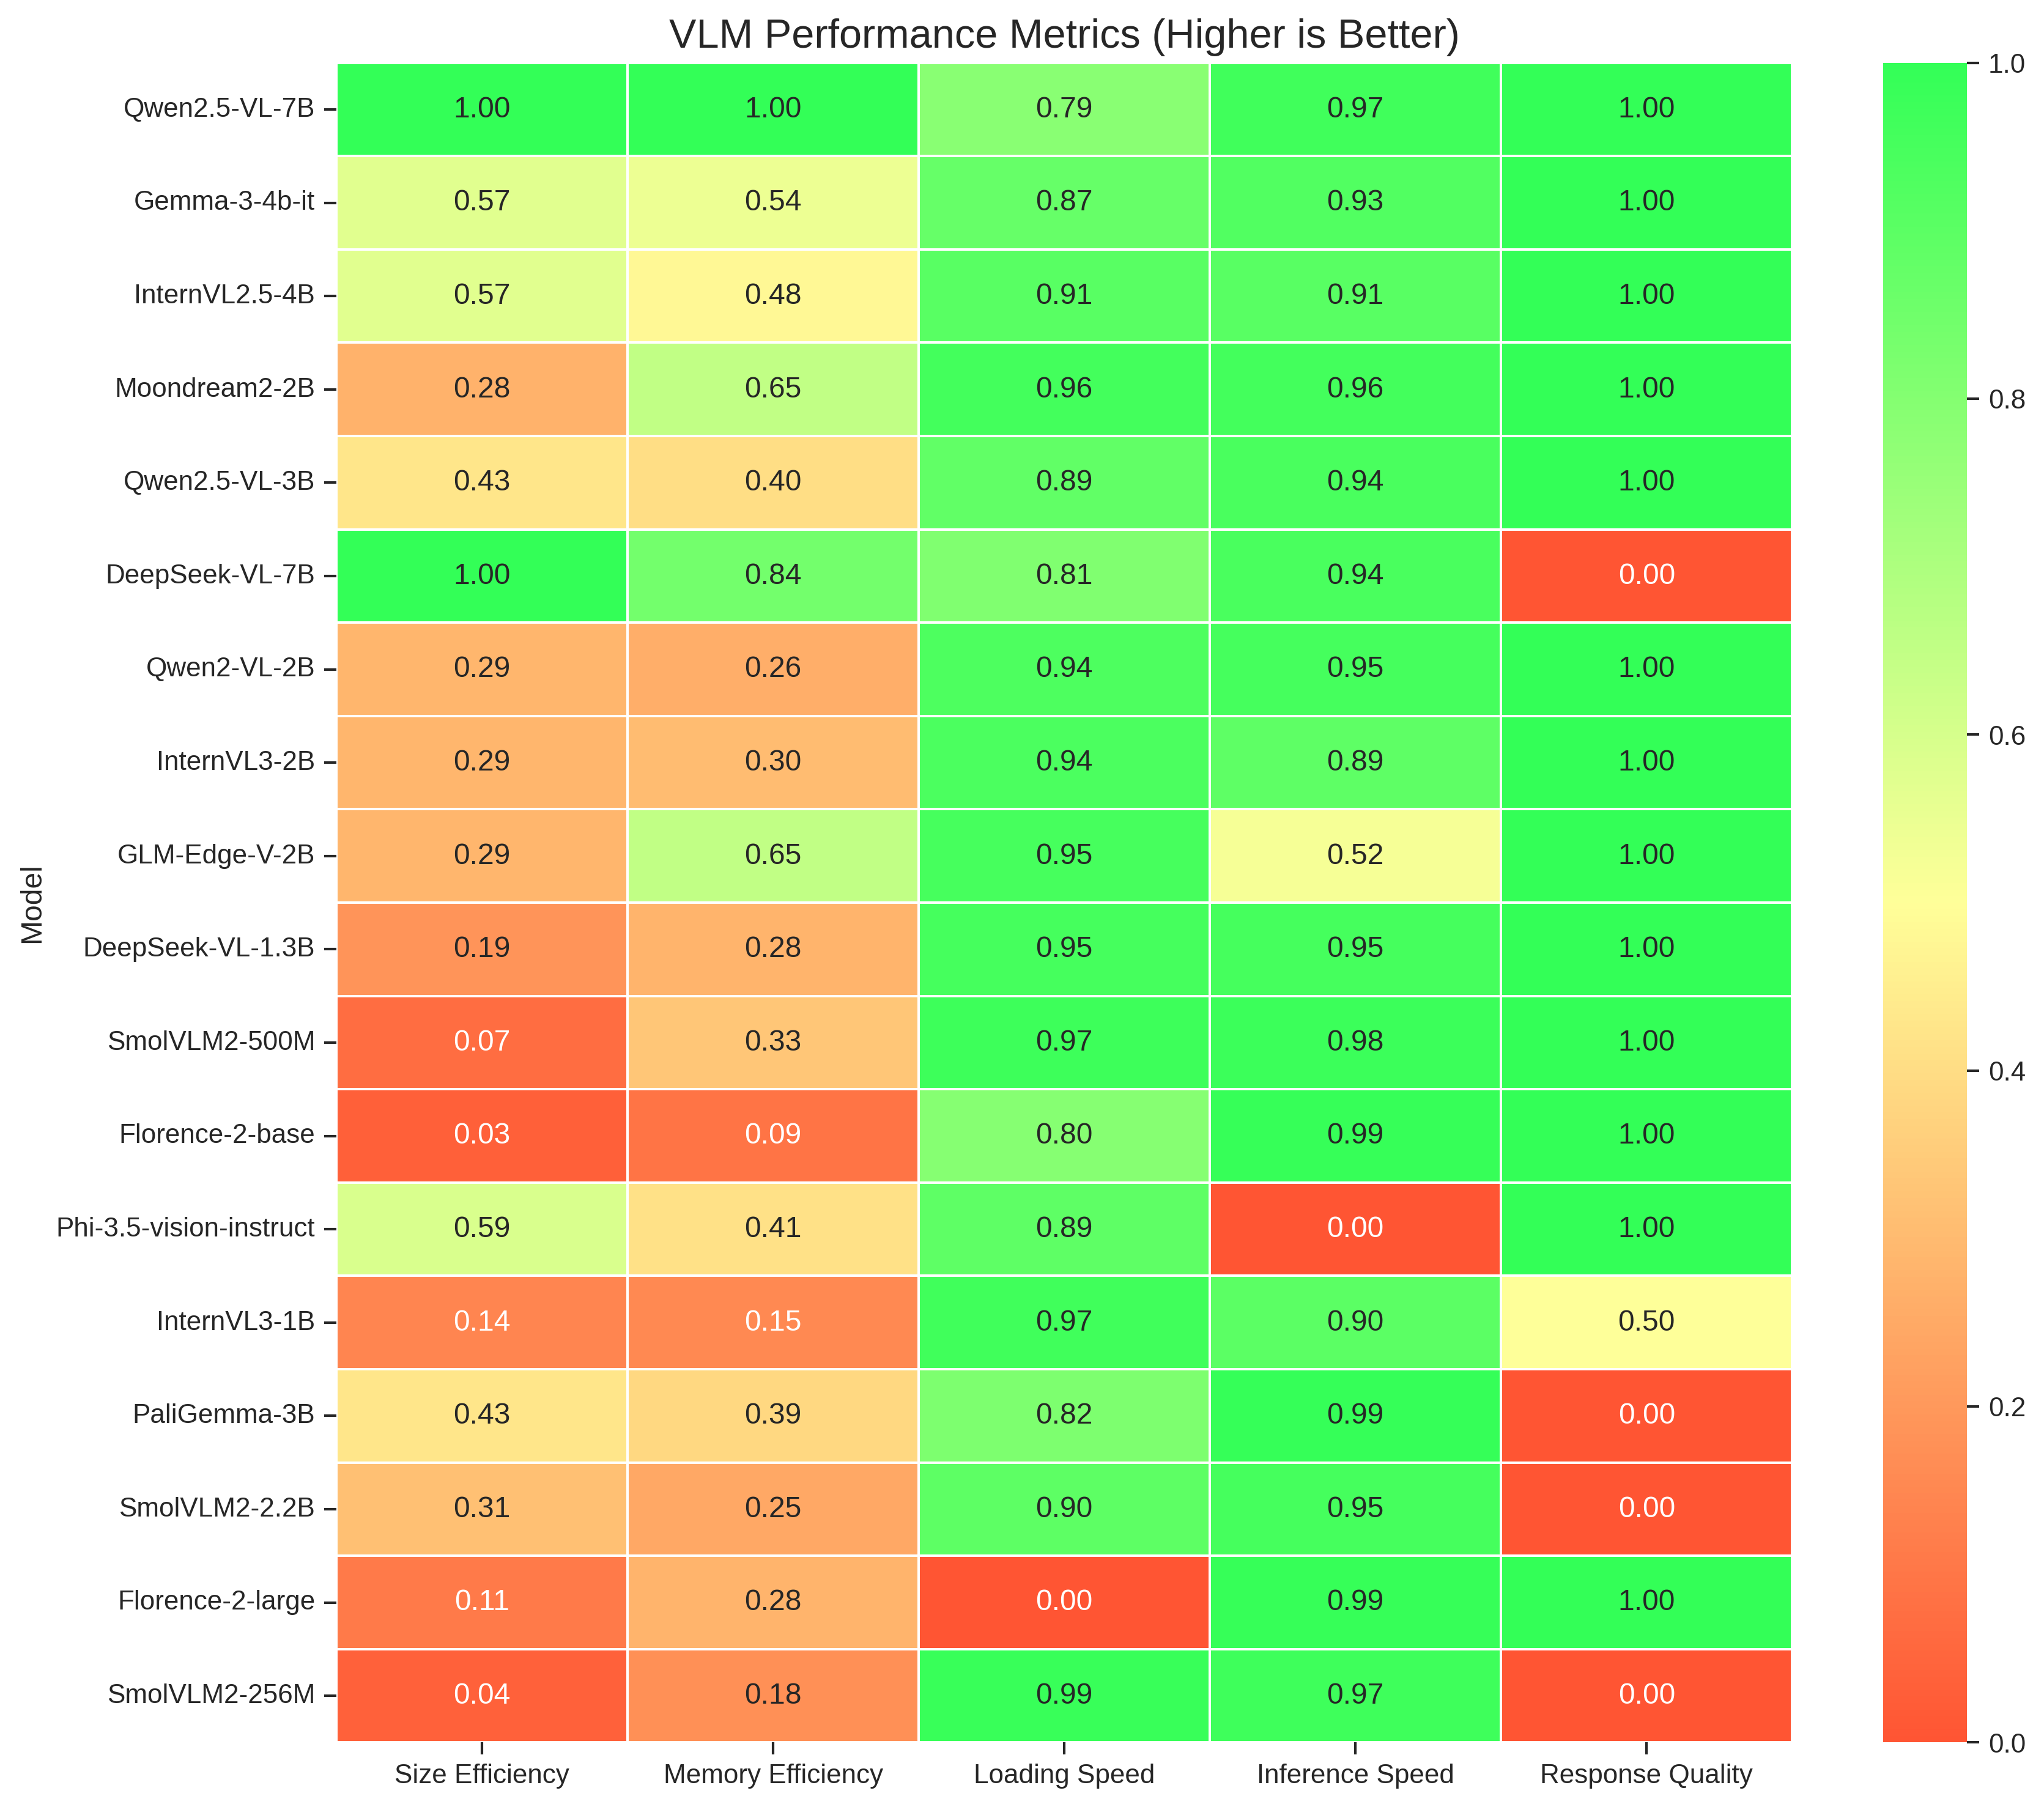 VLM Performance Metrics (Higher is Better)
Model
Qwen2.5-VL-7B 1.00 1.00 0.79 0.97 1.00
Gemma-3-4b-it 0.57 0.54 0.87 0.93 1.00
InternVL2.5-4B 0.57 0.48 0.91 0.91 1.00
Moondream2-2B 0.28 0.65 0.96 0.96 1.00
Qwen2.5-VL-3B 0.43 0.40 0.89 0.94 1.00
DeepSeek-VL-7B 1.00 0.84 0.81 0.94 0.00
Qwen2-VL-2B 0.29 0.26 0.94 0.95 1.00
InternVL3-2B 0.29 0.30 0.94 0.89 1.00
GLM-Edge-V-2B 0.29 0.65 0.95 0.52 1.00
DeepSeek-VL-1.3B 0.19 0.28 0.95 0.95 1.00
SmolVLM2-500M 0.07 0.33 0.97 0.98 1.00
Florence-2-base 0.03 0.09 0.80 0.99 1.00
Phi-3.5-vision-instruct 0.59 0.41 0.89 0.00 1.00
InternVL3-1B 0.14 0.15 0.97 0.90 0.50
PaliGemma-3B 0.43 0.39 0.82 0.99 0.00
SmolVLM2-2.2B 0.31 0.25 0.90 0.95 0.00
Florence-2-large 0.11 0.28 0.00 0.99 1.00
SmolVLM2-256M 0.04 0.18 0.99 0.97 0.00
Size Efficiency Memory Efficiency Loading Speed Inference Speed Response Quality
1.0
0.8
0.6
0.4
0.2
0.0